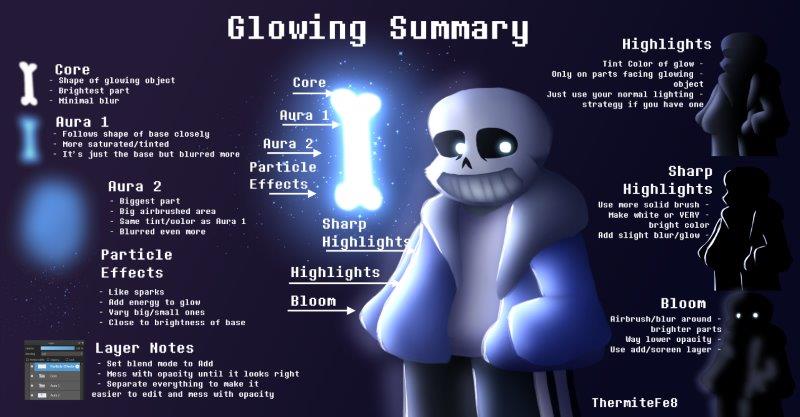 Glowing Summary
Core
- Shape of glowing object
- Brightest part
- Minimal blur
Aura 1
- Follows shape of base closely
- More saturated/tinted
- It's just the base but blurred more
Aura 2
- Biggest part
- Big airbrushed area
- Same tint/color as Aura 1
- Blurred even more
Particle
Effects
- Like sparks
- Add energy to glow
- Vary big/small ones
- Close to brightness of base
Layer Notes
- Set blend mode to Add
- Mess with opacity until it looks right
- Separate everything to make it
easier to edit and mess with opacity
Core
Aura 1
Aura 2
Particle
Effects
Sharp
Highlights
Highlights
Bloom
Highlights
Tint Color of glow -
Only on parts facing glowing -
object
Just use your normal lighting -
strategy if you have one
Sharp
Highlights
Use more solid brush -
Make white or VERY -
bright color
Add slight blur/glow -
Bloom
Airbrush/blur around -
brighter parts
Way lower opacity -
Use add/screen layer -
ThermiteFe8